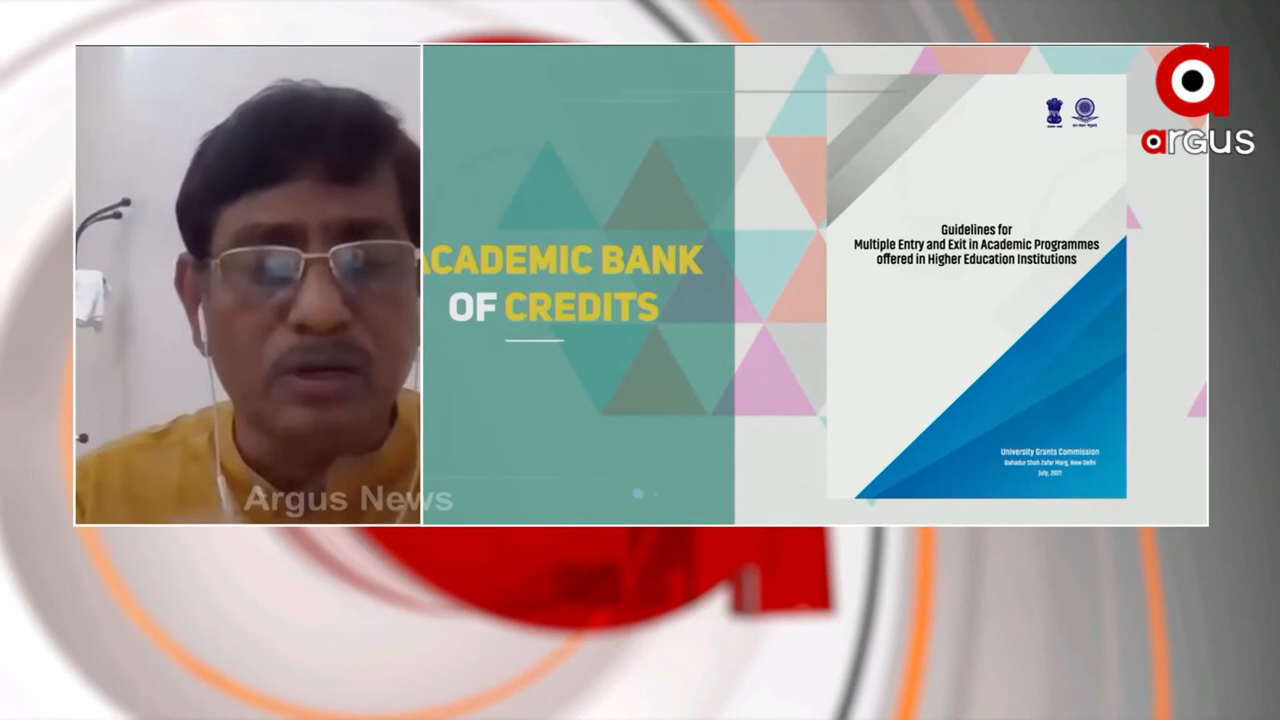 ACADEMIC BANK
OF CREDITS
Guidelines for
Multiple Entry and Exit in Academic Programmes
offered in Higher Education Institutions
University Grants Commission
Bahadur Shah Zafar Marg, New Delhi
July, 2021
argus
Argus News